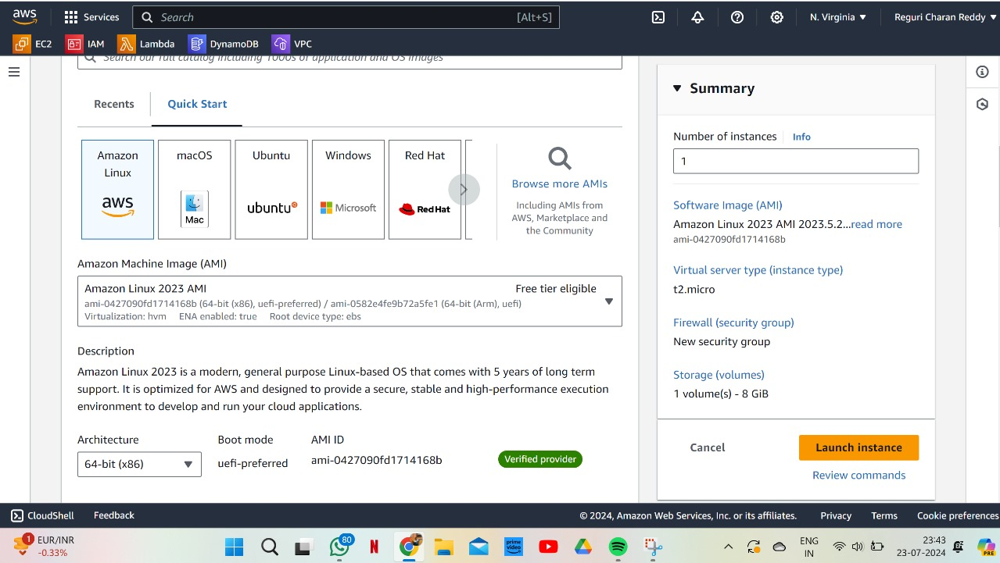 aws
Services
Search
[Alt+S]
N. Virginia
Reguri Charan Reddy
EC2
IAM
Lambda
DynamoDB
VPC
Search our full catalog including 1000s of application and OS images
Recents
Quick Start
Amazon
Linux
aws
macOS
Mac
Ubuntu
ubuntu
Windows
Microsoft
Red Hat
Red Hat
Browse more AMIs
Including AMIs from
AWS, Marketplace and
the Community
Amazon Machine Image (AMI)
Amazon Linux 2023 AMI
Free tier eligible
ami-0427090fd1714168b (64-bit (x86), uefi-preferred) / ami-0582e4fe9b72a5fe1 (64-bit (Arm), uefi)
Virtualization: hvm ENA enabled: true Root device type: ebs
Description
Amazon Linux 2023 is a modern, general purpose Linux-based OS that comes with 5 years of long term
support. It is optimized for AWS and designed to provide a secure, stable and high-performance execution
environment to develop and run your cloud applications.
Architecture
64-bit (x86)
Boot mode
uefi-preferred
AMI ID
ami-0427090fd1714168b
Verified provider
Summary
Number of instances
Info
1
Software Image (AMI)
Amazon Linux 2023 AMI 2023.5.2...read more
ami-0427090fd1714168b
Virtual server type (instance type)
t2.micro
Firewall (security group)
New security group
Storage (volumes)
1 volume(s) - 8 GiB
Cancel
Launch instance
Review commands
CloudShell
Feedback
© 2024, Amazon Web Services, Inc. or its affiliates.
Privacy
Terms
Cookie preferences
1
EUR/INR
-0.33%
80
N
prime
video
ENG
IN
23:43
23-07-2024
PRE